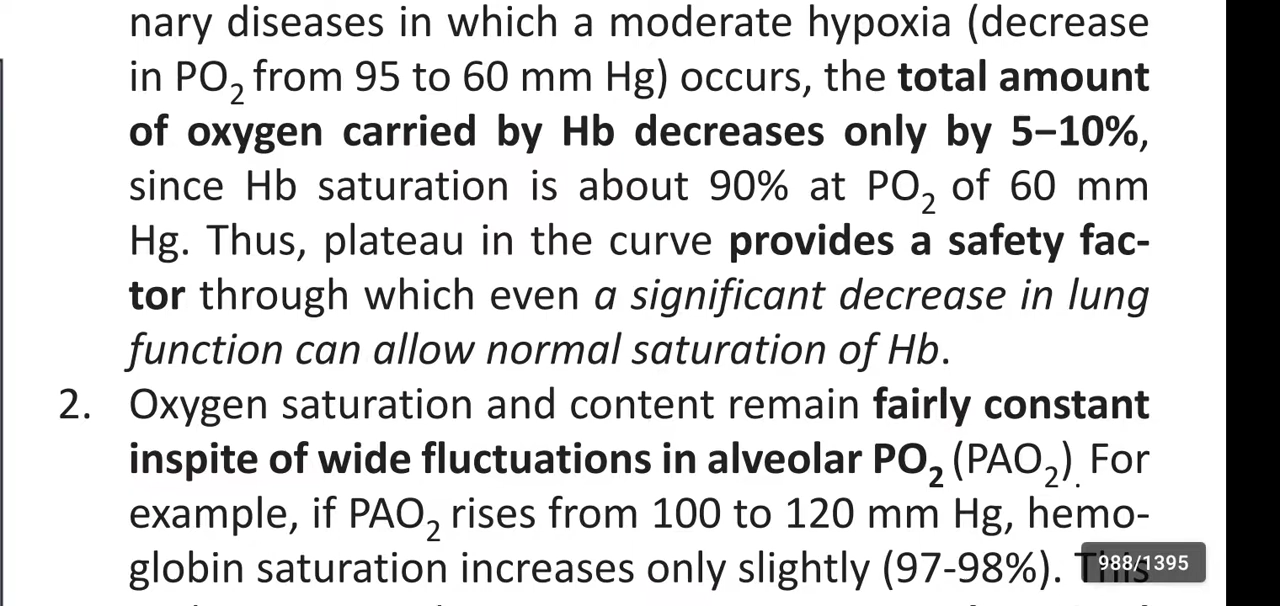 nary diseases in which a moderate hypoxia (decrease
in PO₂ from 95 to 60 mm Hg) occurs, the total amount
of oxygen carried by Hb decreases only by 5–10%,
since Hb saturation is about 90% at PO₂ of 60 mm
Hg. Thus, plateau in the curve provides a safety fac-
tor through which even a significant decrease in lung
function can allow normal saturation of Hb.
2. Oxygen saturation and content remain fairly constant
inspite of wide fluctuations in alveolar PO₂ (PAO₂). For
example, if PAO₂ rises from 100 to 120 mm Hg, hemo-
globin saturation increases only slightly (97-98%). This
988/1395